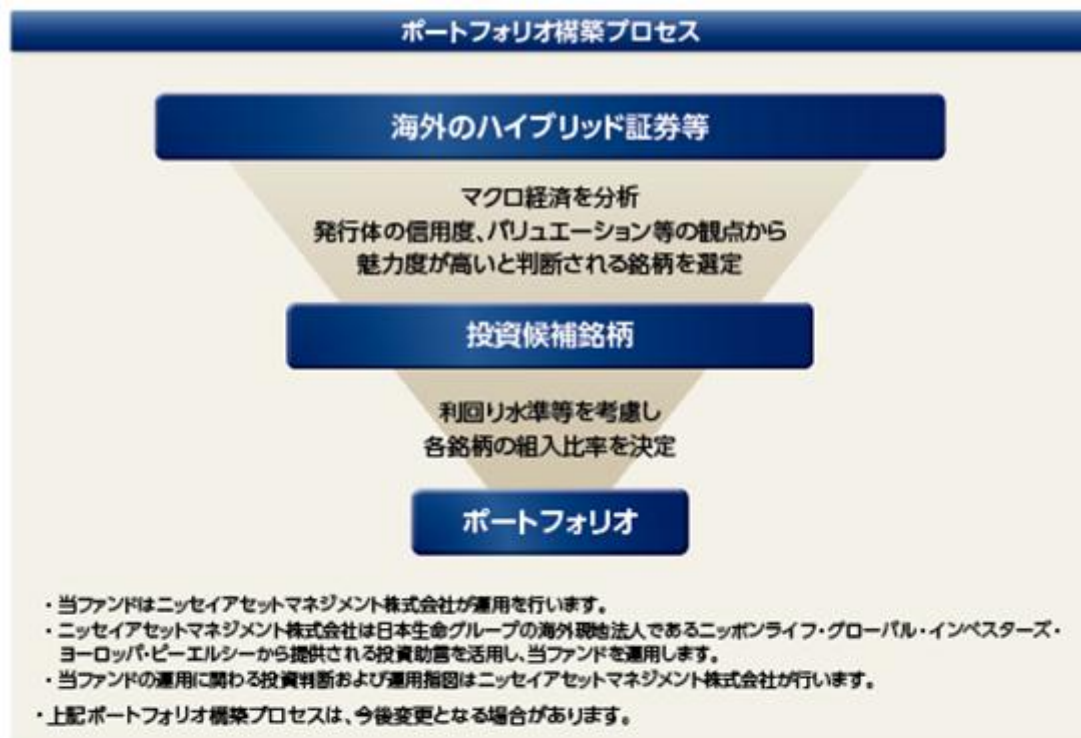 ポートフォリオ構築プロセス
海外のハイブリッド証券等
マクロ経済を分析
発行体の信用度、バリュエーション等の観点から
魅力度が高いと判断される銘柄を選定
投資候補銘柄
利回り水準等を考慮し
各銘柄の組入比率を決定
ポートフォリオ
・当ファンドはニッセイアセットマネジメント株式会社が運用を行います。
・ニッセイアセットマネジメント株式会社は日本生命グループの海外現地法人であるニッポンライフ・グローバル・インベスターズ・
ヨーロッパ・ピーエルシーから提供される投資助言を活用し、当ファンドを運用します。
・当ファンドの運用に関わる投資判断および運用指図はニッセイアセットマネジメント株式会社が行います。
・上記ポートフォリオ構築プロセスは、今後変更となる場合があります。